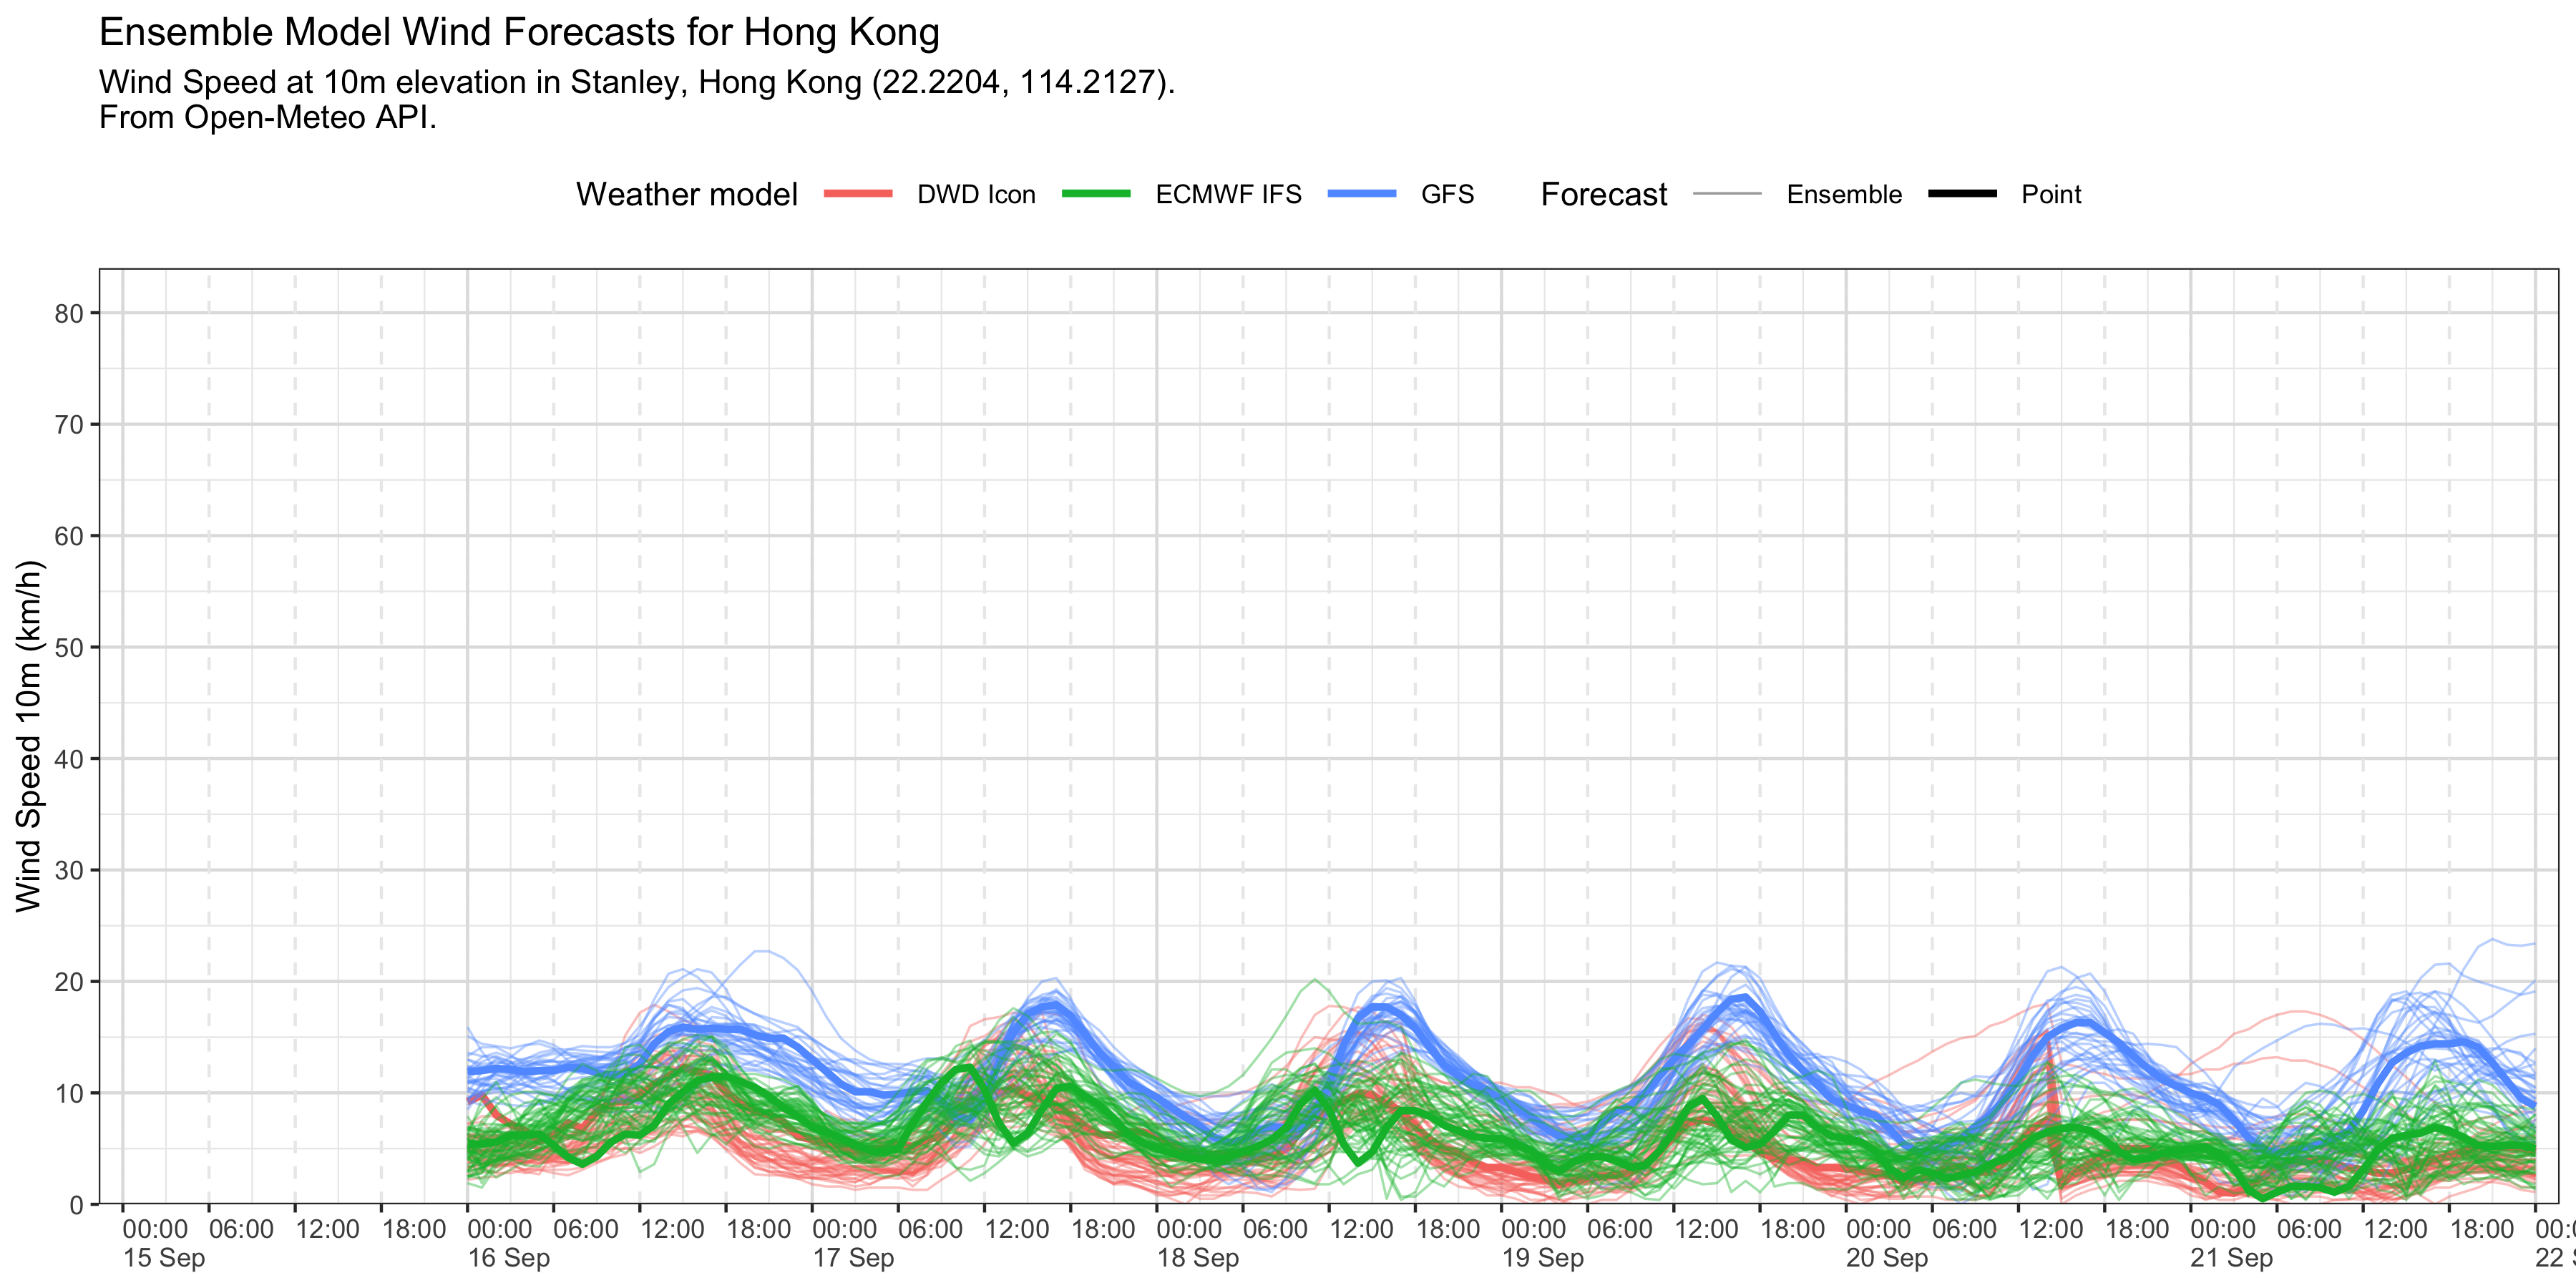 Ensemble Model Wind Forecasts for Hong Kong
Wind Speed at 10m elevation in Stanley, Hong Kong (22.2204, 114.2127).
From Open-Meteo API.
Weather model DWD Icon ECMWF IFS GFS Forecast Ensemble Point
Wind Speed 10m (km/h)
80
70
60
50
40
30
20
10
0
00:00 06:00 12:00 18:00 00:00 06:00 12:00 18:00 00:00 06:00 12:00 18:00 00:00 06:00 12:00 18:00 00:00 06:00 12:00 18:00 00:00 06:00 12:00 18:00 00:00 06:00 12:00 18:00
15 Sep 16 Sep 17 Sep 18 Sep 19 Sep 20 Sep 21 Sep 22